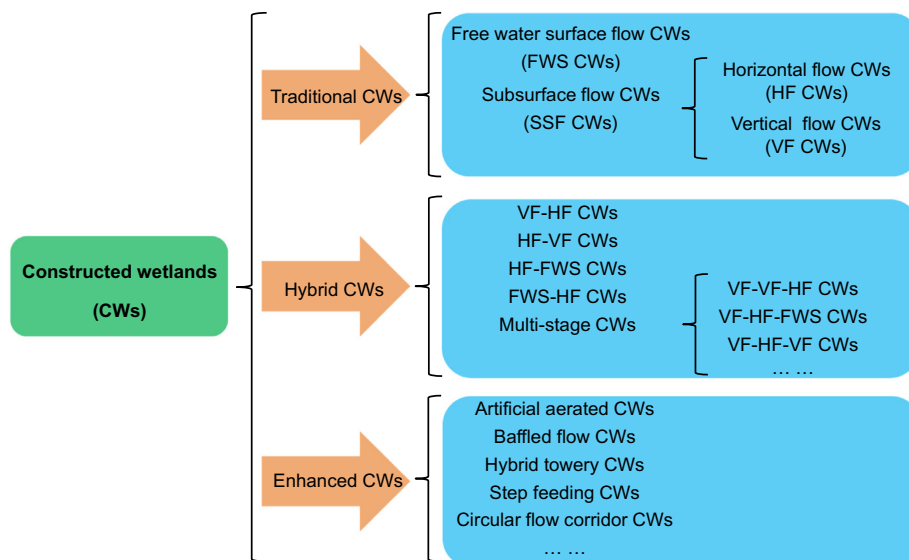 Constructed wetlands
(CWs)
Traditional CWs
Free water surface flow CWs
(FWS CWs)
Subsurface flow CWs
(SSF CWs)
Horizontal flow CWs
(HF CWs)
Vertical flow CWs
(VF CWs)
Hybrid CWs
VF-HF CWs
HF-VF CWs
HF-FWS CWs
FWS-HF CWs
Multi-stage CWs
VF-VF-HF CWs
VF-HF-FWS CWs
VF-HF-VF CWs
... ...
Enhanced CWs
Artificial aerated CWs
Baffled flow CWs
Hybrid towery CWs
Step feeding CWs
Circular flow corridor CWs
... ...